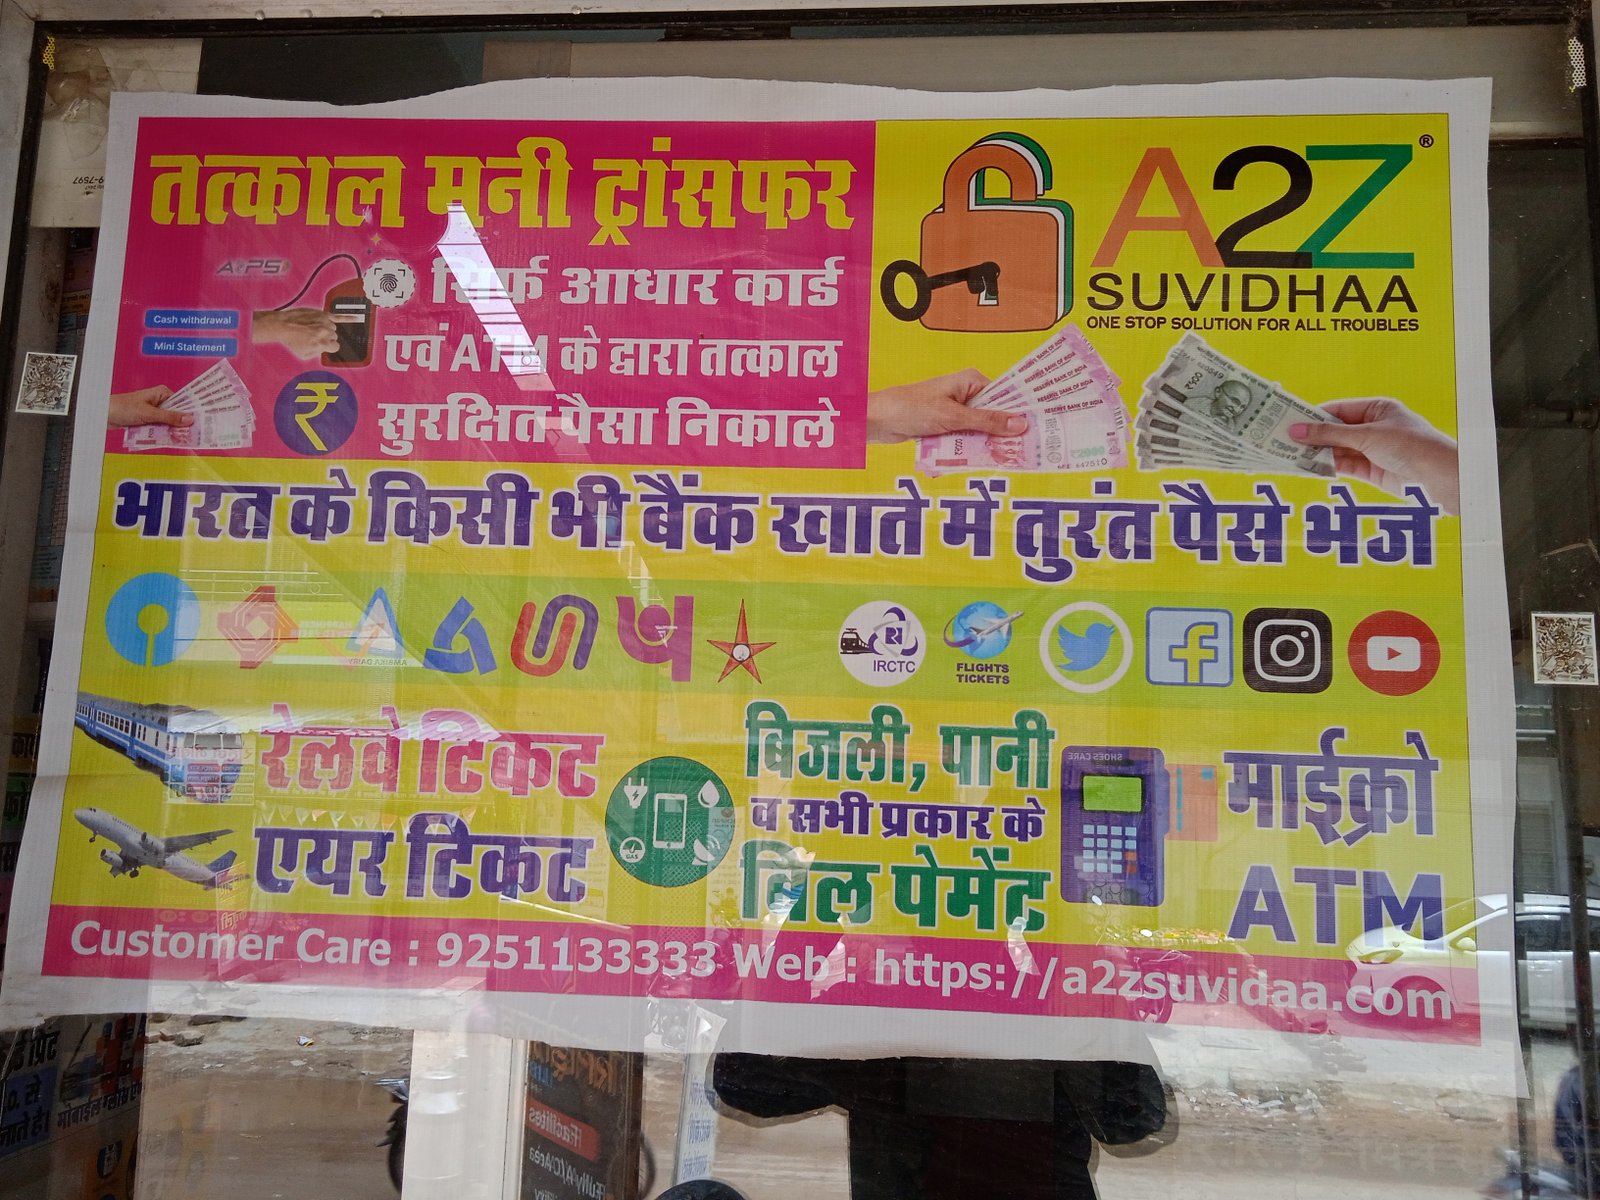 तत्काल मनी ट्रांसफर
AePS
सिर्फ आधार कार्ड
Cash withdrawal
Mini Statement
एवं ATM के द्वारा तत्काल
सुरक्षित पैसा निकाले
A2Z
®
SUVIDHAA
ONE STOP SOLUTION FOR ALL TROUBLES
भारत के किसी भी बैंक खाते में तुरंत पैसे भेजे
IRCTC
FLIGHTS
TICKETS
रेलवे टिकट
एयर टिकट
GAS
बिजली, पानी
व सभी प्रकार के
बिल पेमेंट
माईक्रो
ATM
Customer Care : 9251133333 Web : https://a2zsuvidaa.com